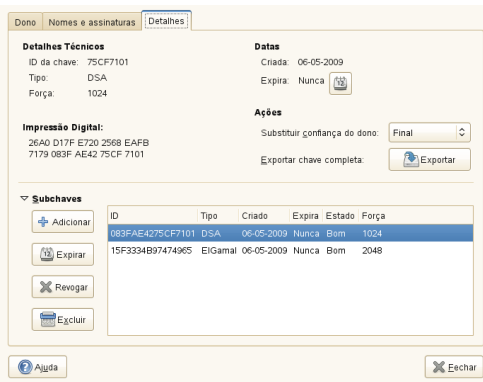 Dono Nomes e assinaturas Detalhes
Detalhes Técnicos
ID da chave: 75CF7101
Tipo: DSA
Força: 1024
Impressão Digital:
26A0 D17F E720 2568 EAFB
7179 083F AE42 75CF 7101
Datas
Criada: 06-05-2009
Expira: Nunca
Ações
Substituir confiança do dono: Final
Exportar chave completa: Exportar
Subchaves
Adicionar
Expirar
Revogar
Excluir
ID Tipo Criado Expira Estado Força
083FAE4275CF7101 DSA 06-05-2009 Nunca Bom 1024
15F3334B97474965 ElGamal 06-05-2009 Nunca Bom 2048
Ajuda
Fechar